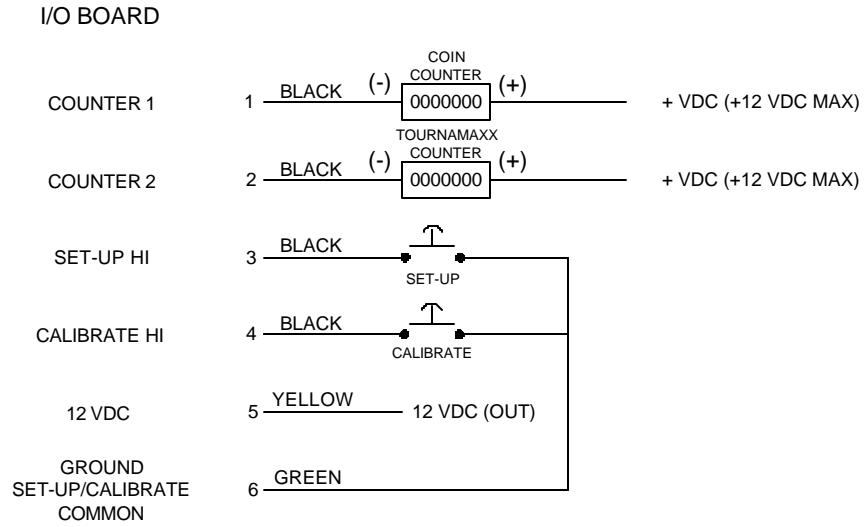 I/O BOARD
COIN
COUNTER
COUNTER 1 1 BLACK (-) 0000000 (+) + VDC (+12 VDC MAX)
TOURNAMAXX
COUNTER
COUNTER 2 2 BLACK (-) 0000000 (+) + VDC (+12 VDC MAX)
SET-UP HI 3 BLACK
SET-UP
CALIBRATE HI 4 BLACK
CALIBRATE
12 VDC 5 YELLOW 12 VDC (OUT)
GROUND
SET-UP/CALIBRATE 6 GREEN
COMMON